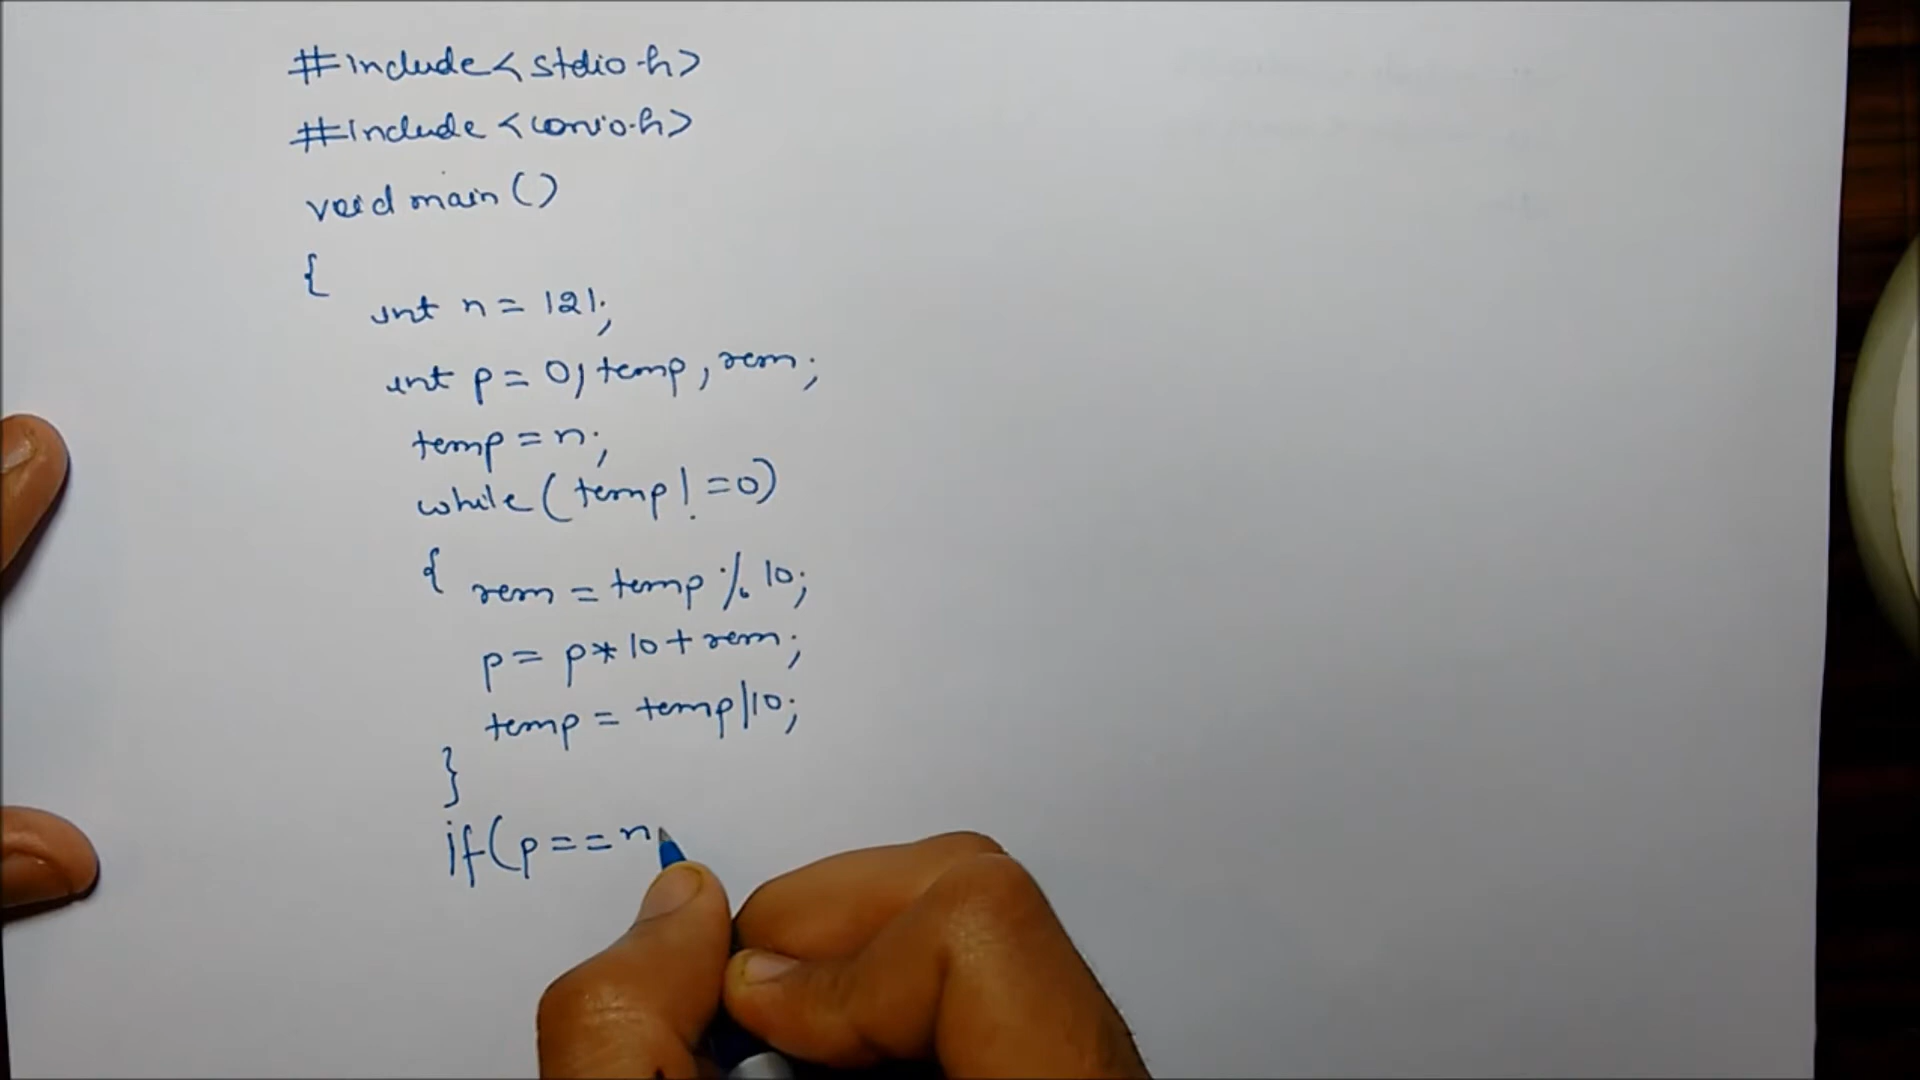 #include<stdio.h>
#include<conio.h>
void main()
{
int n = 121;
int p = 0, temp, rem;
temp = n;
while(temp!=0)
{ rem = temp % 10;
p = p*10+rem;
temp = temp/10;
}
if(p==n